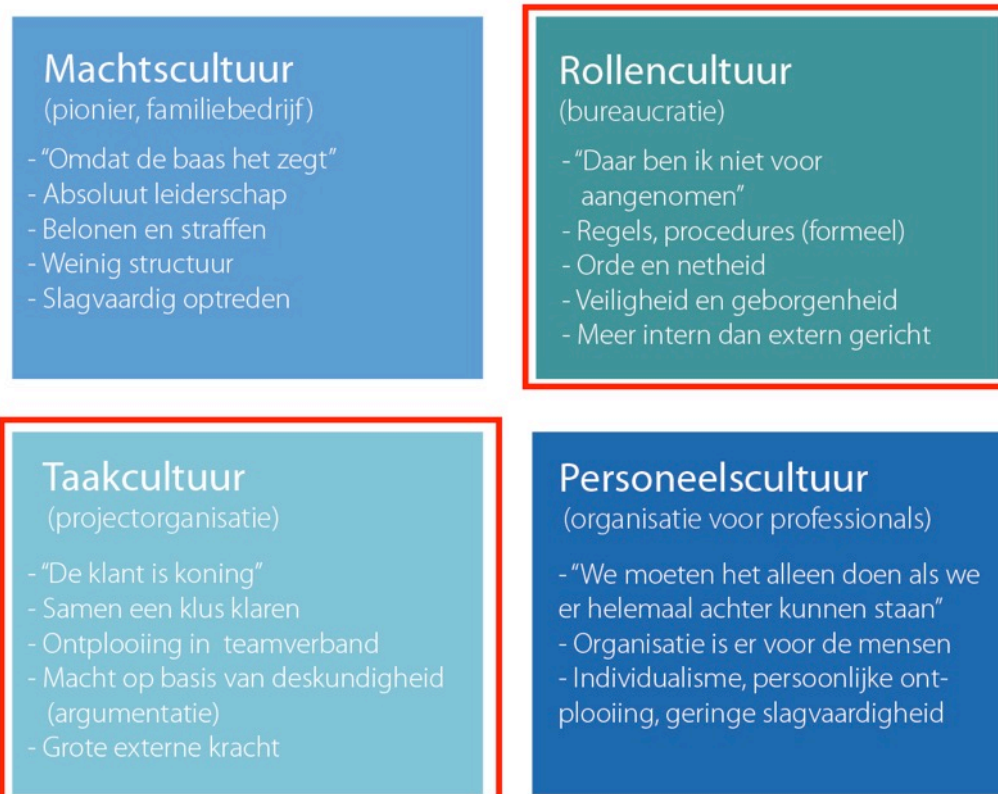 Machtscultuur
(pionier, familiebedrijf)
- “Omdat de baas het zegt”
- Absoluut leiderschap
- Belonen en straffen
- Weinig structuur
- Slagvaardig optreden
Rollencultuur
(bureaucratie)
- “Daar ben ik niet voor
aangenomen”
- Regels, procedures (formeel)
- Orde en netheid
- Veiligheid en geborgenheid
- Meer intern dan extern gericht
Taakcultuur
(projectorganisatie)
- “De klant is koning”
- Samen een klus klaren
- Ontplooiing in teamverband
- Macht op basis van deskundigheid
(argumentatie)
- Grote externe kracht
Personeelscultuur
(organisatie voor professionals)
- “We moeten het alleen doen als we
er helemaal achter kunnen staan”
- Organisatie is er voor de mensen
- Individualisme, persoonlijke ont-
plooiing, geringe slagvaardigheid